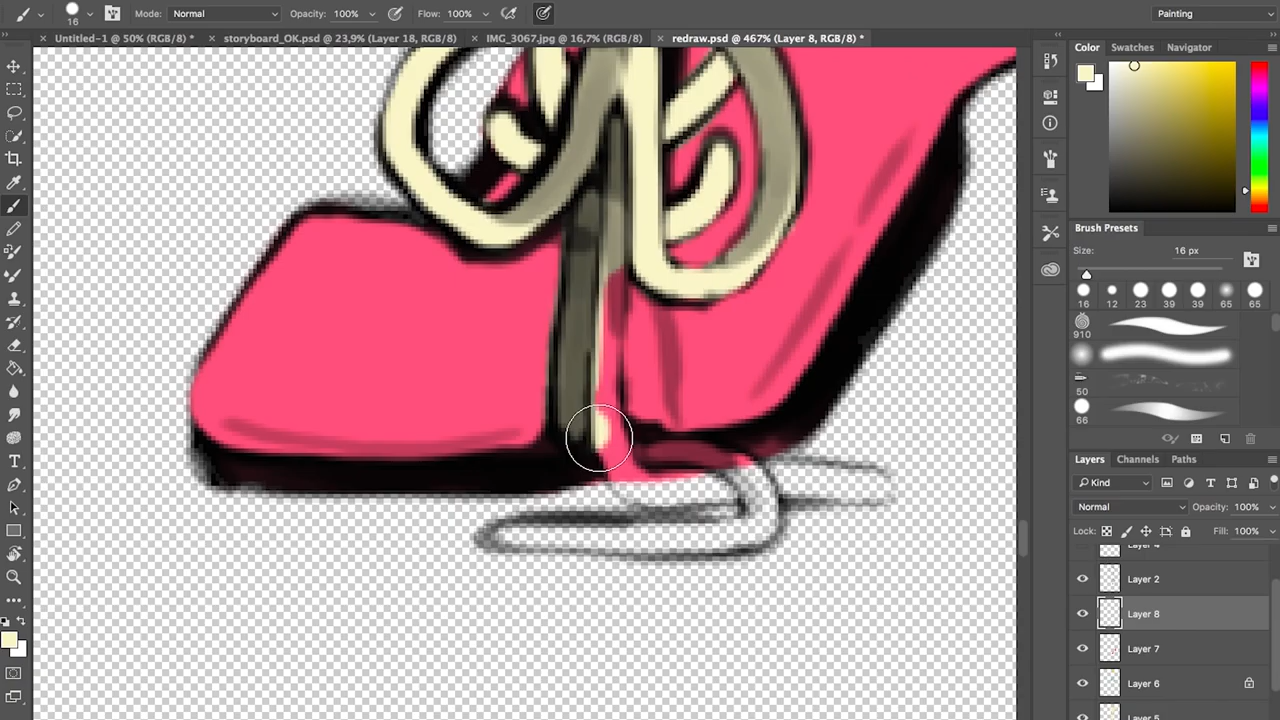 16
Mode: Normal Opacity: 100% Flow: 100% Painting
Untitled-1 @ 50% (RGB/8) * storyboard_OK.psd @ 23,9% (Layer 18, RGB/8) IMG_3067.jpg @ 16,7% (RGB/8) redraw.psd @ 467% (Layer 8, RGB/8) *
Color Swatches Navigator
Brush Presets
Size: 16 px
16 12 23 39 39 65 65
910
50
66
Layers Channels Paths
Kind
Normal Opacity: 100%
Lock: Fill: 100%
Layer 4
Layer 2
Layer 8
Layer 7
Layer 6
Layer 5